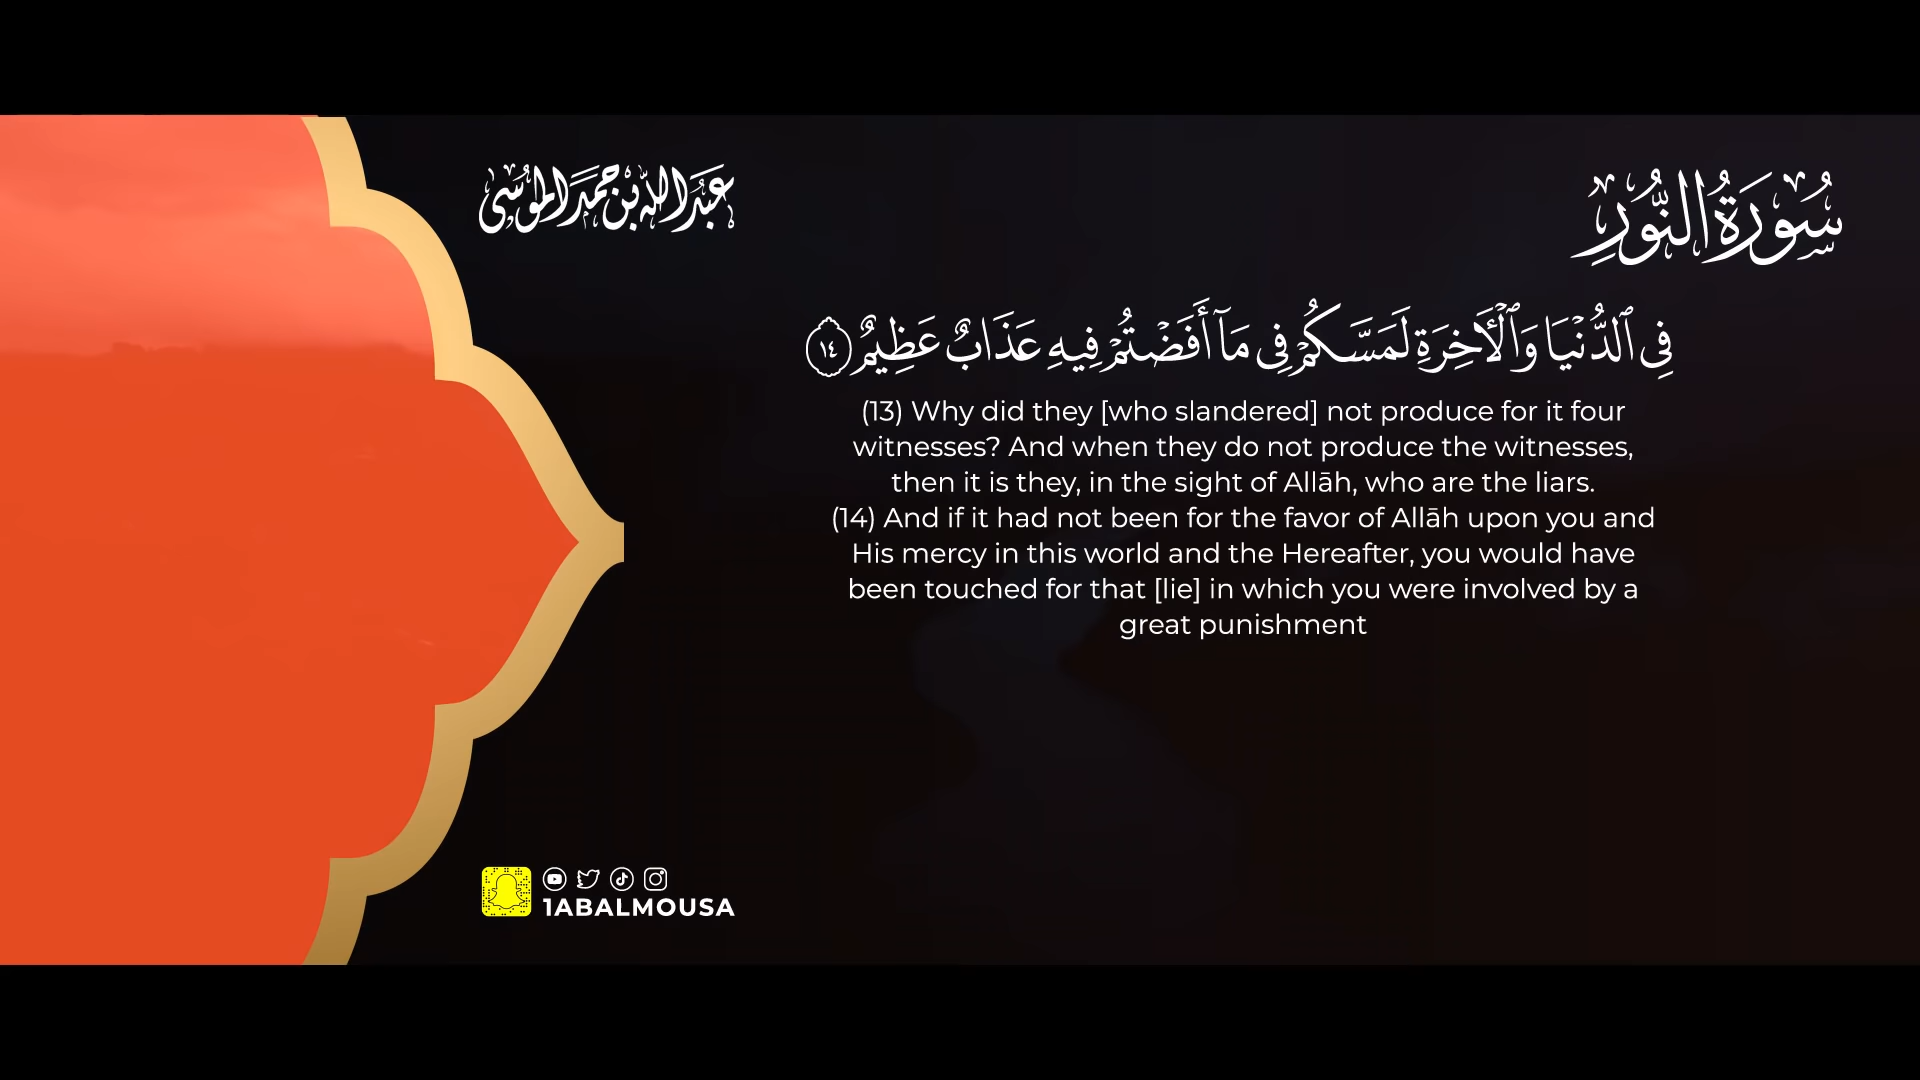 عبدالله بن حمد الموسى
سُورَةُ النُّورِ
فِي ٱلدُّنْيَا وَٱلْأٓخِرَةِ لَمَسَّكُمْ فِي مَآ أَفَضْتُمْ فِيهِ عَذَابٌ عَظِيمٌ ١٤
(13) Why did they [who slandered] not produce for it four
witnesses? And when they do not produce the witnesses,
then it is they, in the sight of Allāh, who are the liars.
(14) And if it had not been for the favor of Allāh upon you and
His mercy in this world and the Hereafter, you would have
been touched for that [lie] in which you were involved by a
great punishment
1ABALMOUSA